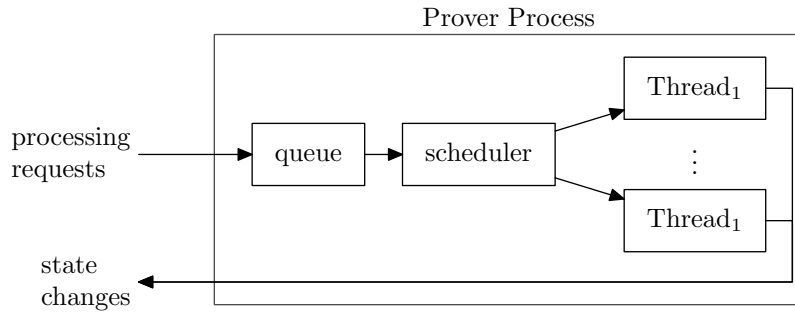 Prover Process
processing
requests
queue
scheduler
Thread₁
⋮
Thread₁
state
changes